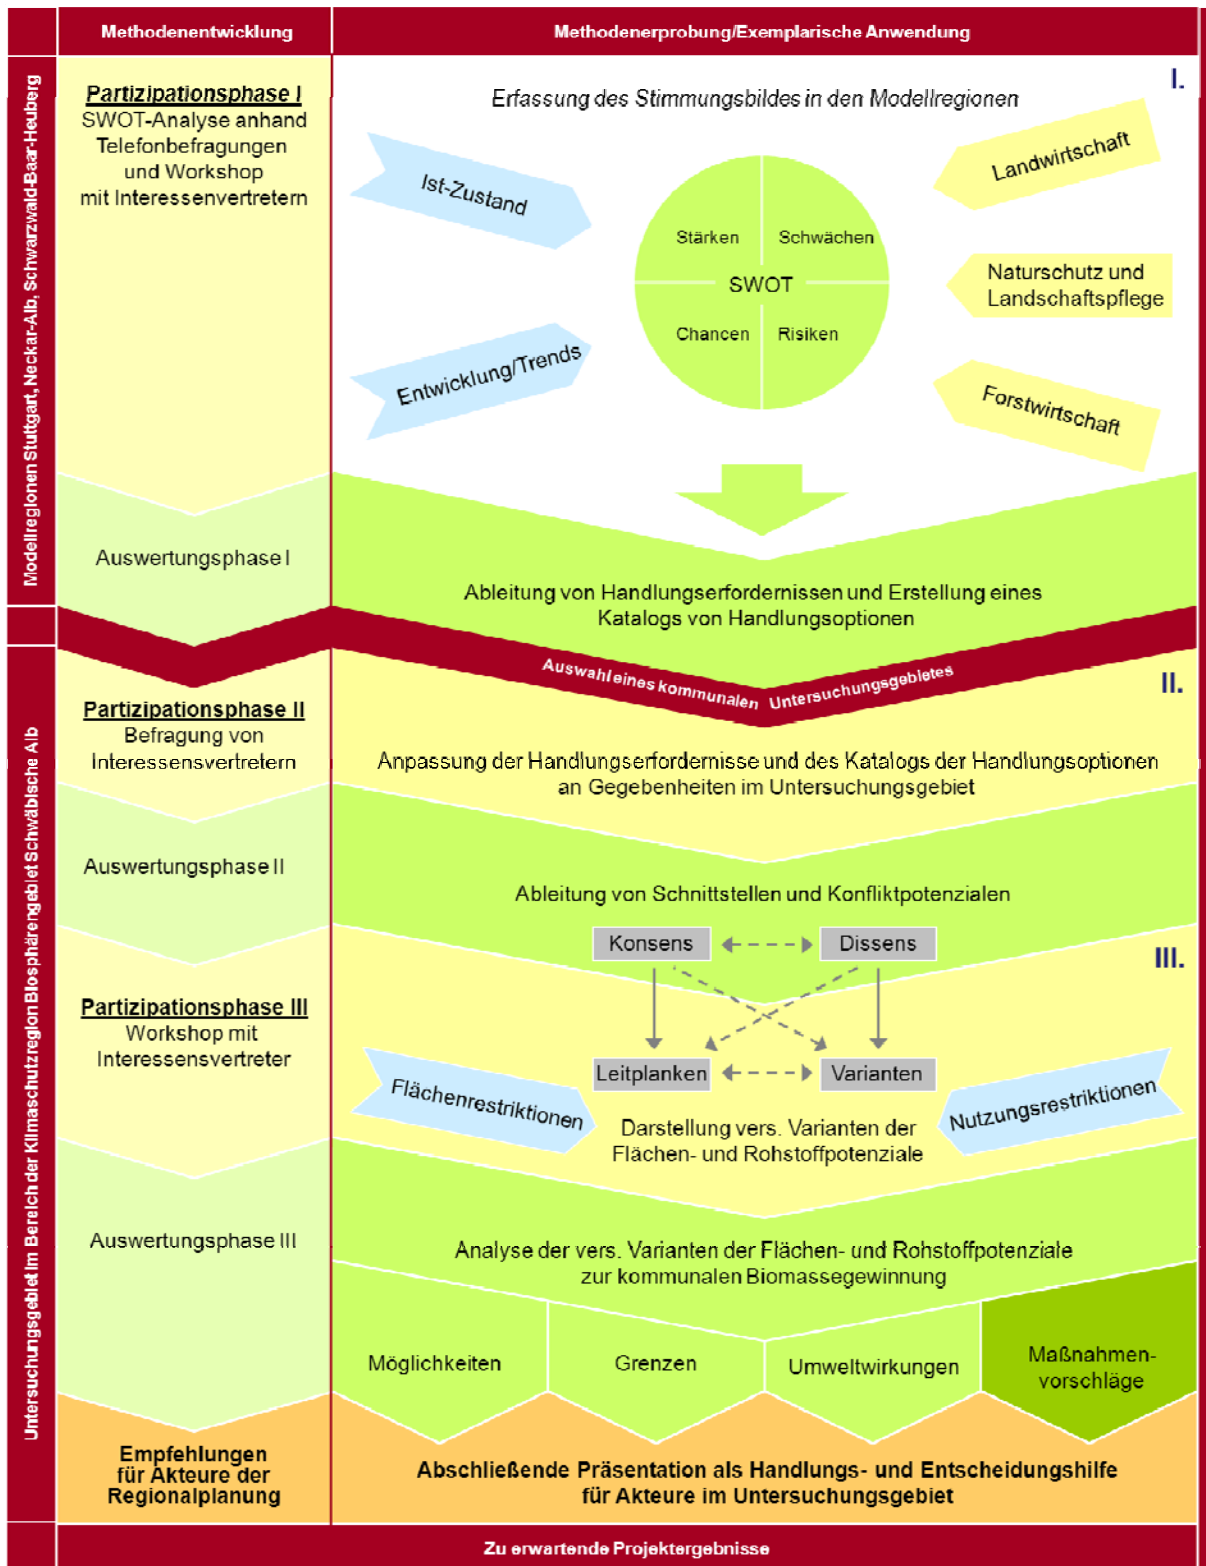 Methodenentwicklung
Methodenerprobung/Exemplarische Anwendung
Modellregionen Stuttgart, Neckar-Alb, Schwarzwald-Baar-Heuberg
Partizipationsphase I
SWOT-Analyse anhand
Telefonbefragungen
und Workshop
mit Interessenvertretern
I.
Erfassung des Stimmungsbildes in den Modellregionen
Ist-Zustand
Entwicklung/Trends
Stärken
Schwächen
SWOT
Chancen
Risiken
Landwirtschaft
Naturschutz und
Landschaftspflege
Forstwirtschaft
Auswertungsphase I
Ableitung von Handlungserfordernissen und Erstellung eines
Katalogs von Handlungsoptionen
Auswahl eines kommunalen Untersuchungsgebietes
Untersuchungsgebiet im Bereich der Klimaschutzregion Biosphärengebiet Schwäbische Alb
II.
Partizipationsphase II
Befragung von
Interessensvertretern
Anpassung der Handlungserfordernisse und des Katalogs der Handlungsoptionen
an Gegebenheiten im Untersuchungsgebiet
Auswertungsphase II
Ableitung von Schnittstellen und Konfliktpotenzialen
Konsens
Dissens
III.
Partizipationsphase III
Workshop mit
Interessensvertreter
Leitplanken
Varianten
Flächenrestriktionen
Nutzungsrestriktionen
Darstellung vers. Varianten der
Flächen- und Rohstoffpotenziale
Auswertungsphase III
Analyse der vers. Varianten der Flächen- und Rohstoffpotenziale
zur kommunalen Biomassegewinnung
Möglichkeiten
Grenzen
Umweltwirkungen
Maßnahmen-
vorschläge
Empfehlungen
für Akteure der
Regionalplanung
Abschließende Präsentation als Handlungs- und Entscheidungshilfe
für Akteure im Untersuchungsgebiet
Zu erwartende Projektergebnisse